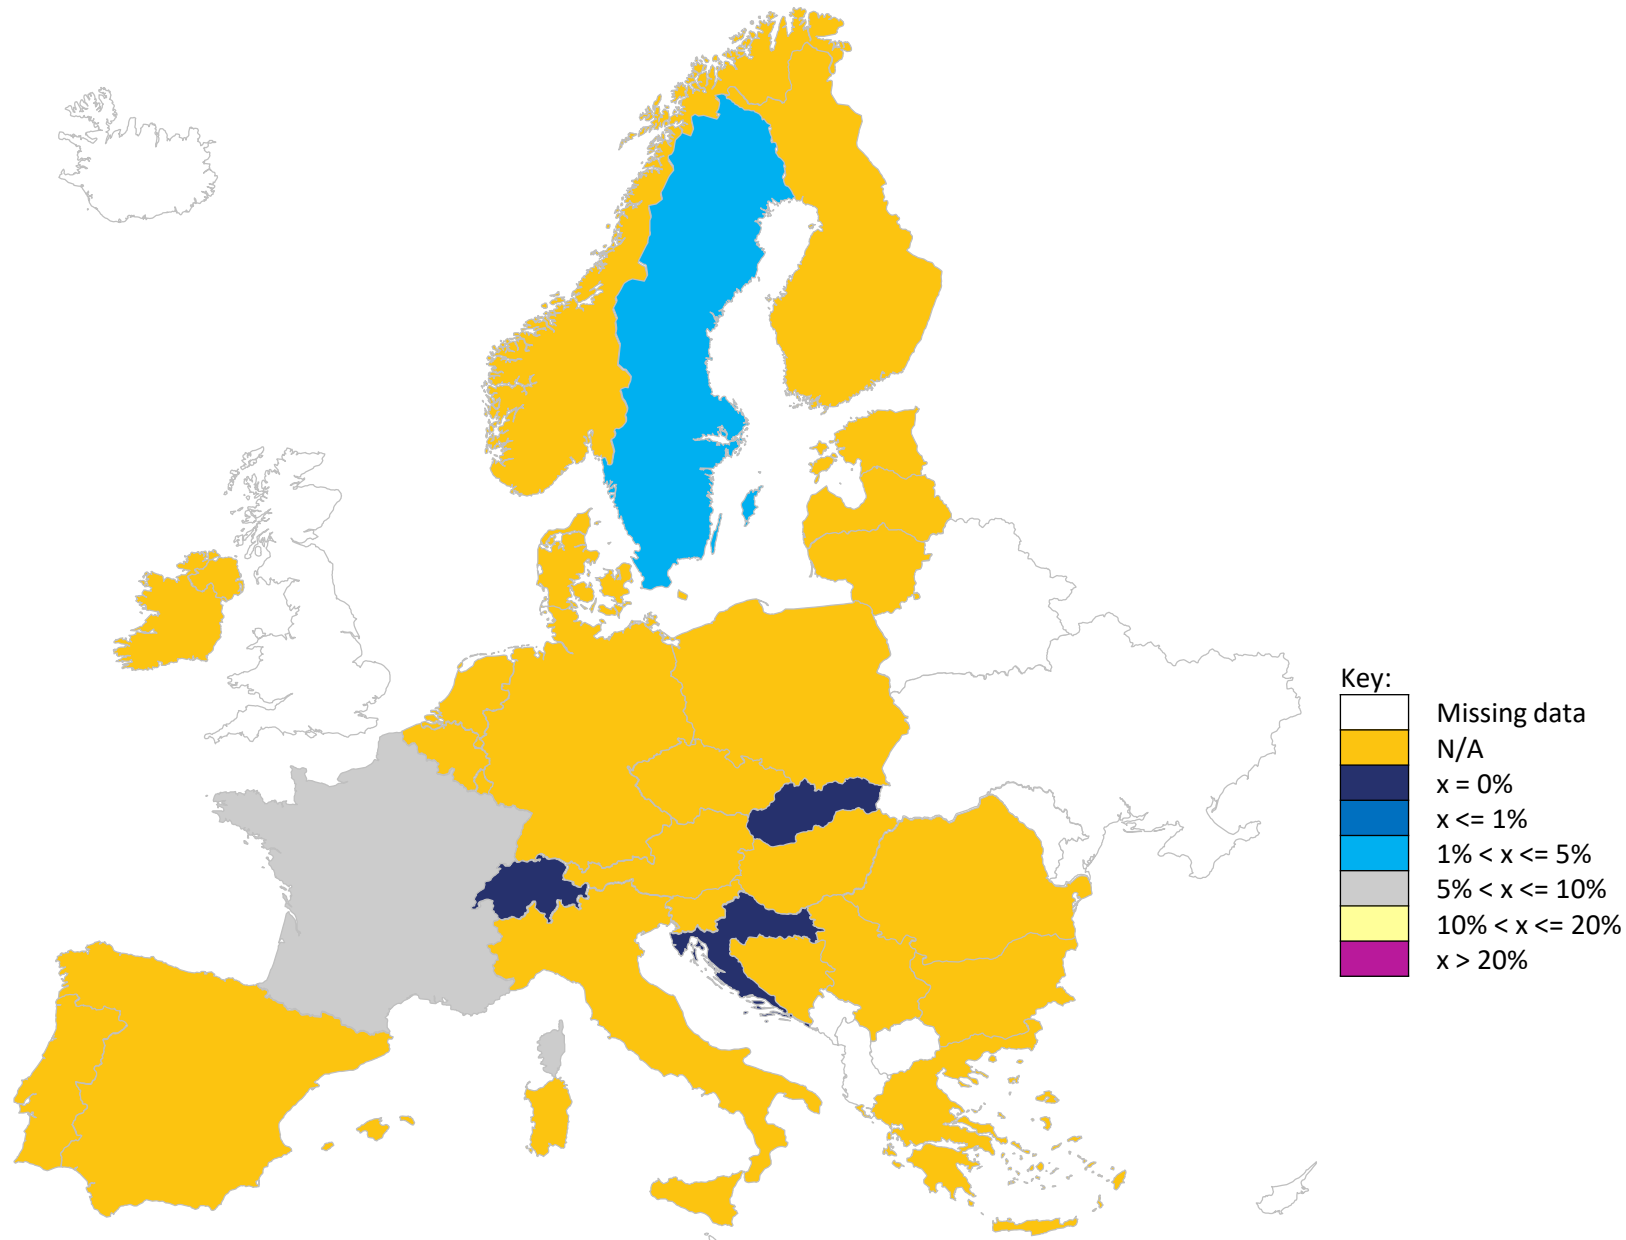 Key:
Missing data
N/A
x = 0%
x <= 1%
1% < x <= 5%
5% < x <= 10%
10% < x <= 20%
x > 20%